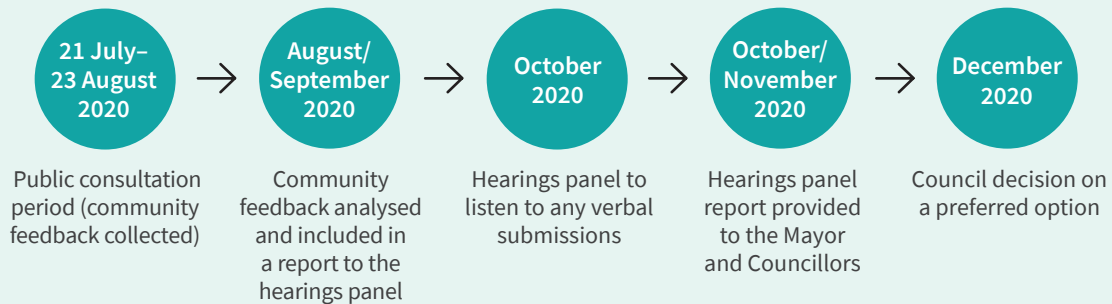 21 July–
23 August
2020
Public consultation
period (community
feedback collected)
August/
September
2020
Community
feedback analysed
and included in
a report to the
hearings panel
October
2020
Hearings panel to
listen to any verbal
submissions
October/
November
2020
Hearings panel
report provided
to the Mayor
and Councillors
December
2020
Council decision on
a preferred option